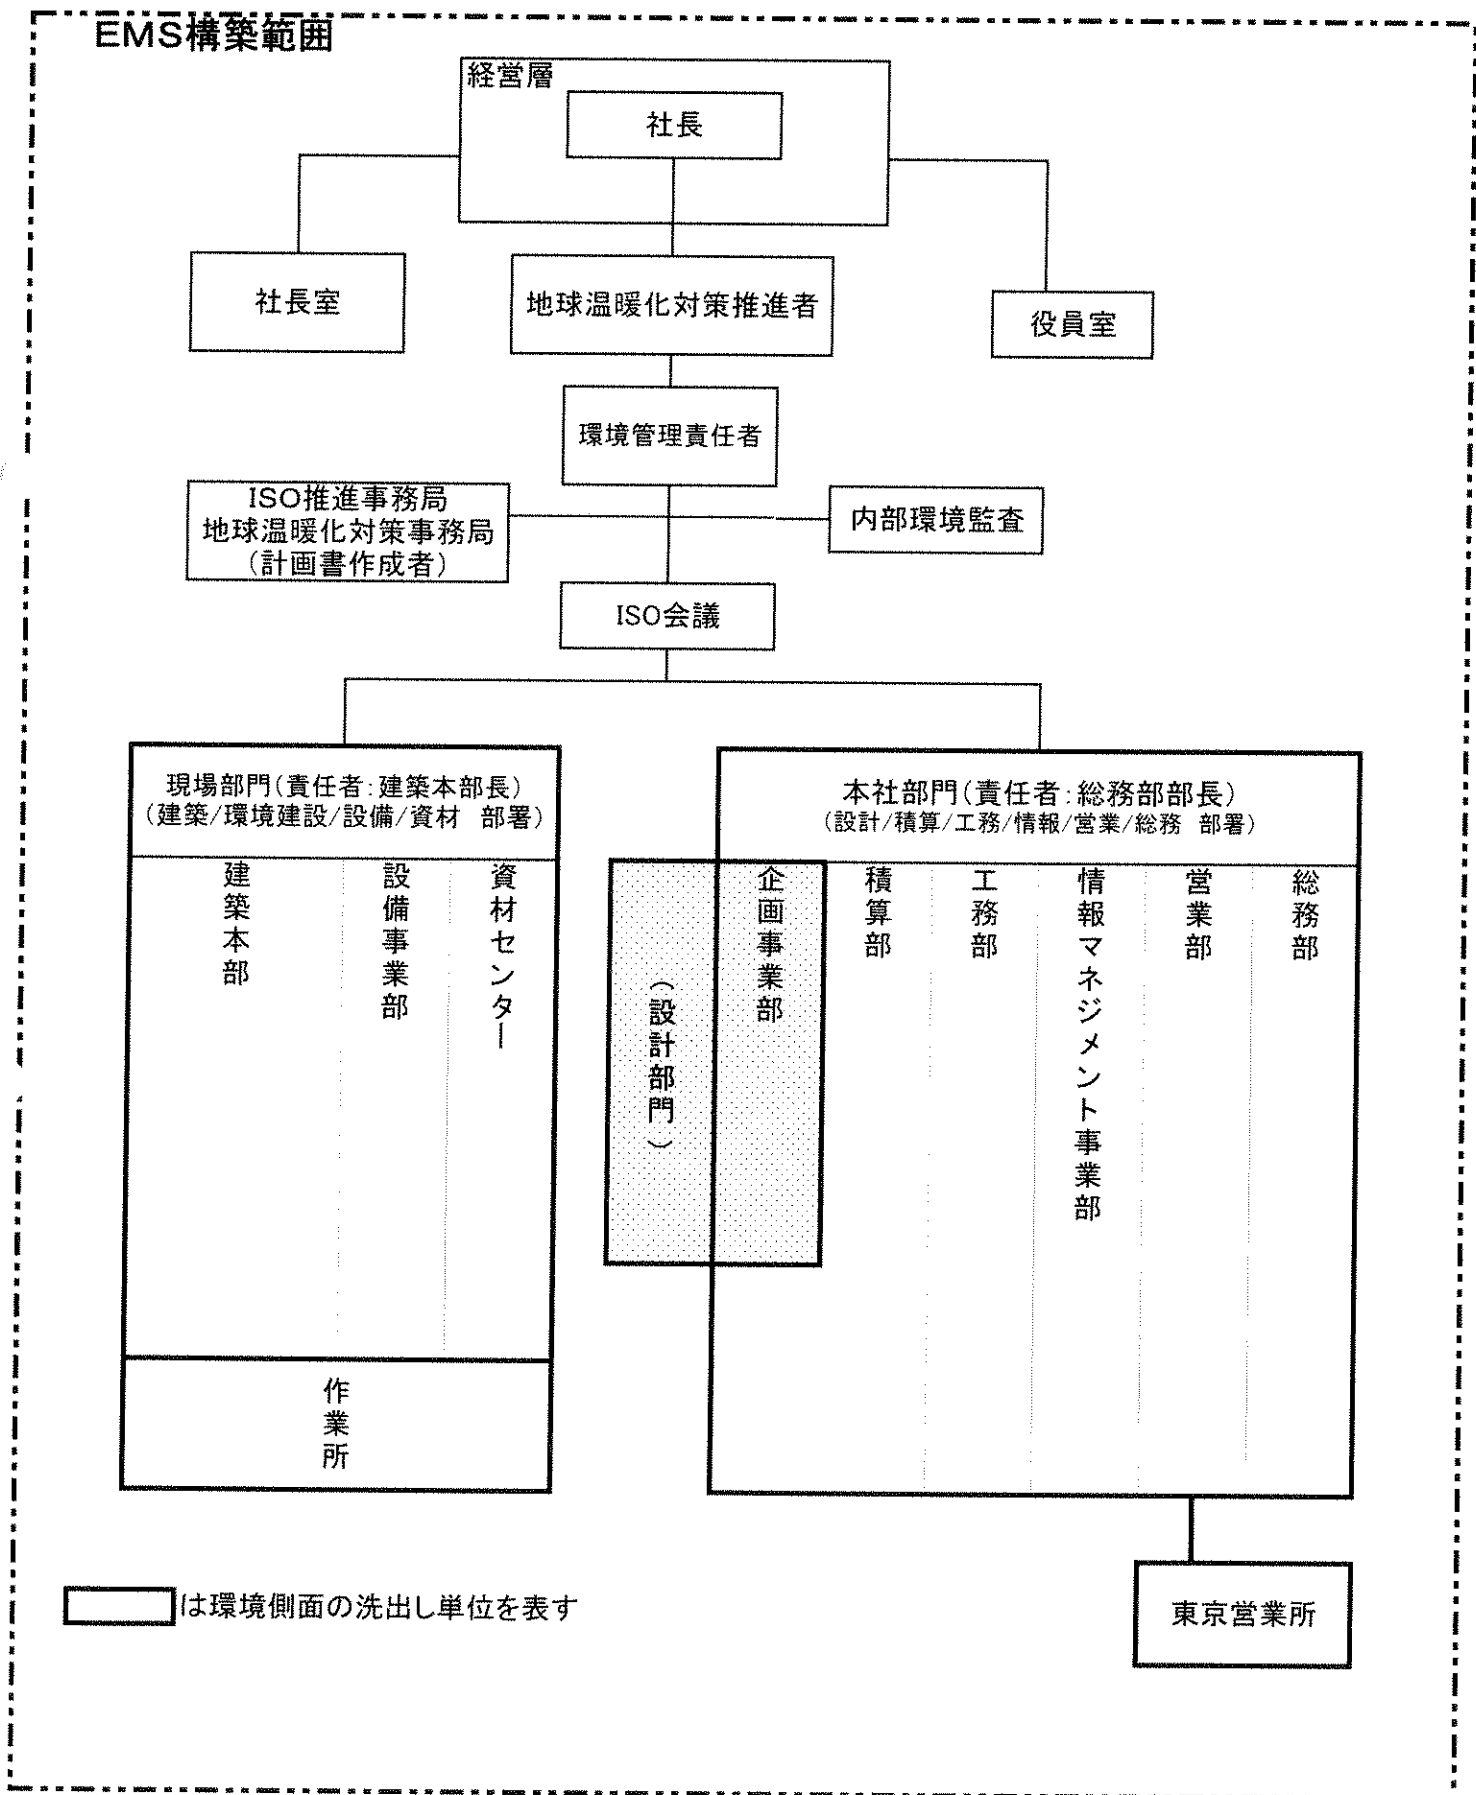 EMS構築範囲
経営層
社長
社長室
地球温暖化対策推進者
役員室
環境管理責任者
ISO推進事務局
地球温暖化対策事務局
(計画書作成者)
内部環境監査
ISO会議
現場部門(責任者:建築本部長)
(建築/環境建設/設備/資材 部署)
本社部門(責任者:総務部部長)
(設計/積算/工務/情報/営業/総務 部署)
建築本部
設備事業部
資材センター
(設計部門)
企画事業部
積算部
工務部
情報マネジメント事業部
営業部
総務部
作業所
は環境側面の洗出し単位を表す
東京営業所